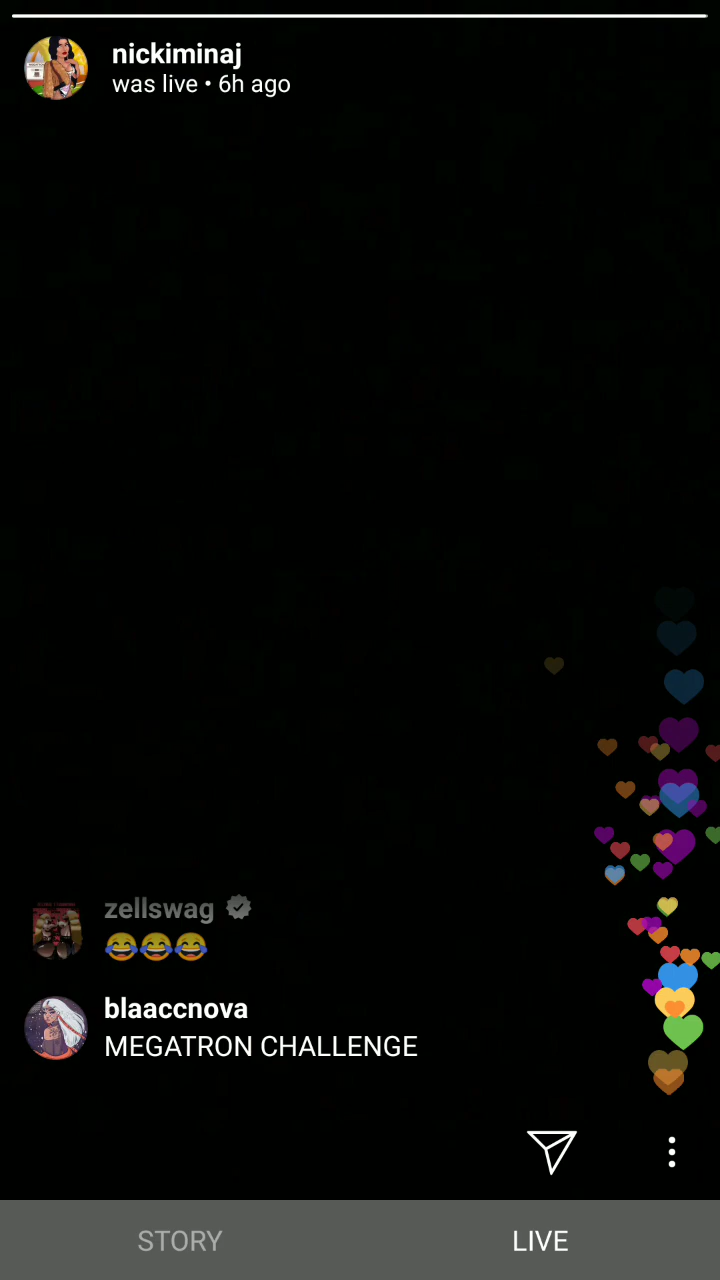 nickiminaj
was live • 6h ago
zellswag
😂😂😂
blaaccnova
MEGATRON CHALLENGE
STORY
LIVE